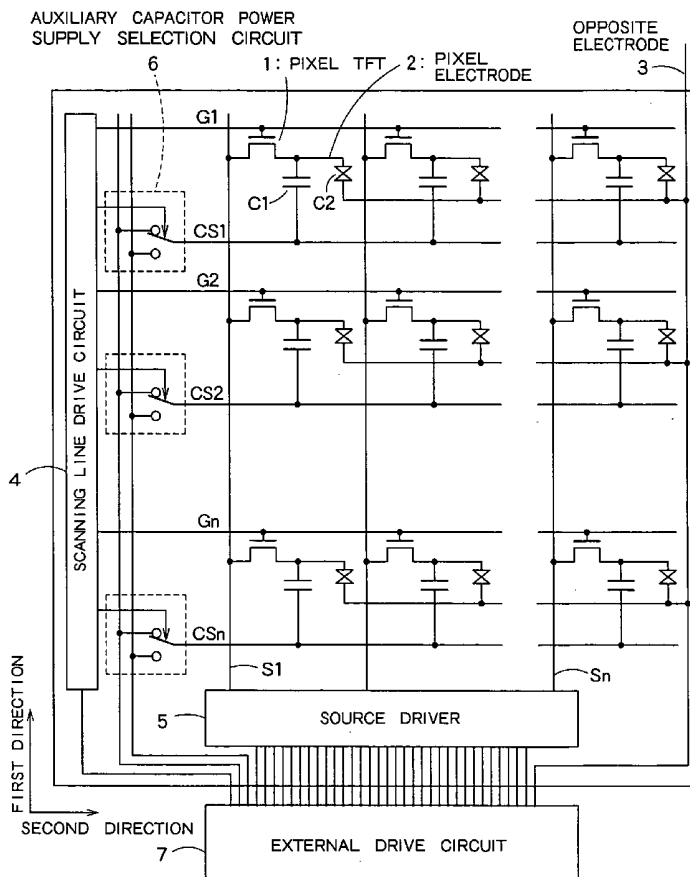 AUXILIARY CAPACITOR POWER
SUPPLY SELECTION CIRCUIT
6
1: PIXEL TFT
2: PIXEL
ELECTRODE
OPPOSITE
ELECTRODE
3
G1
C1
C2
CS1
G2
CS2
4
SCANNING LINE DRIVE CIRCUIT
Gn
CSn
S1
Sn
5
SOURCE DRIVER
FIRST DIRECTION
SECOND DIRECTION
7
EXTERNAL DRIVE CIRCUIT